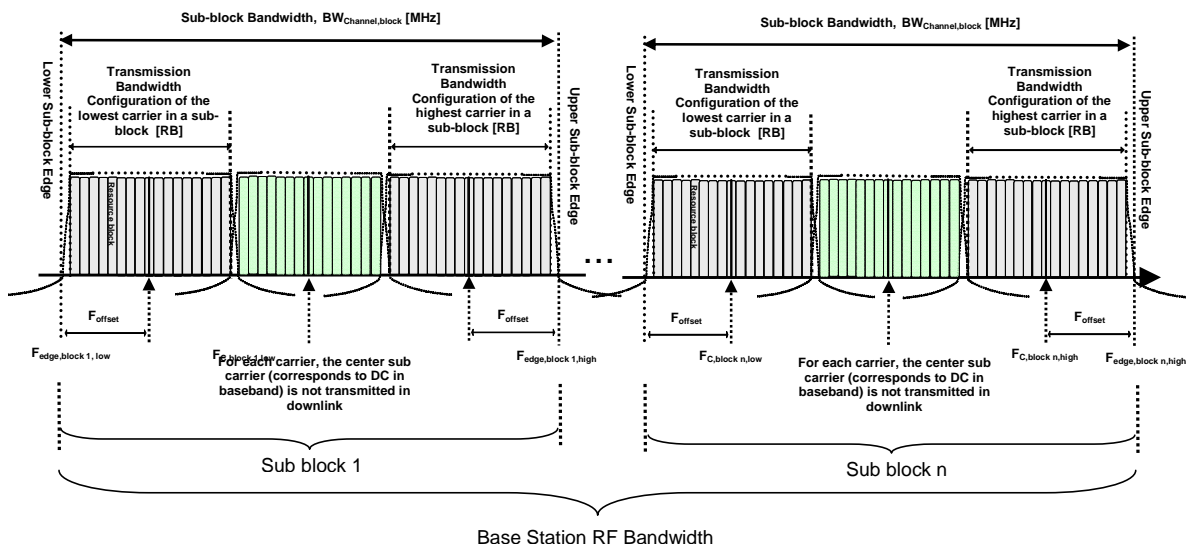 Sub-block Bandwidth, BWChannel,block [MHz]
Lower Sub-block Edge
Transmission
Bandwidth
Configuration of the
lowest carrier in a sub-
block [RB]
Transmission
Bandwidth
Configuration of the
highest carrier in a
sub-block [RB]
Upper Sub-block Edge
Resource block
Foffset
Foffset
Fedge,block 1, low
FC,block 1,low
Fedge,block 1,high
For each carrier, the center sub
carrier (corresponds to DC in
baseband) is not transmitted in
downlink
Sub block 1
...
Sub-block Bandwidth, BWChannel,block [MHz]
Lower Sub-block Edge
Transmission
Bandwidth
Configuration of the
lowest carrier in a
sub-block [RB]
Transmission
Bandwidth
Configuration of the
highest carrier in a
sub-block [RB]
Upper Sub-block Edge
Resource block
Foffset
Foffset
FC,block n,low
FC,block n,high
Fedge,block n,high
For each carrier, the center sub
carrier (corresponds to DC in
baseband) is not transmitted in
downlink
Sub block n
Base Station RF Bandwidth